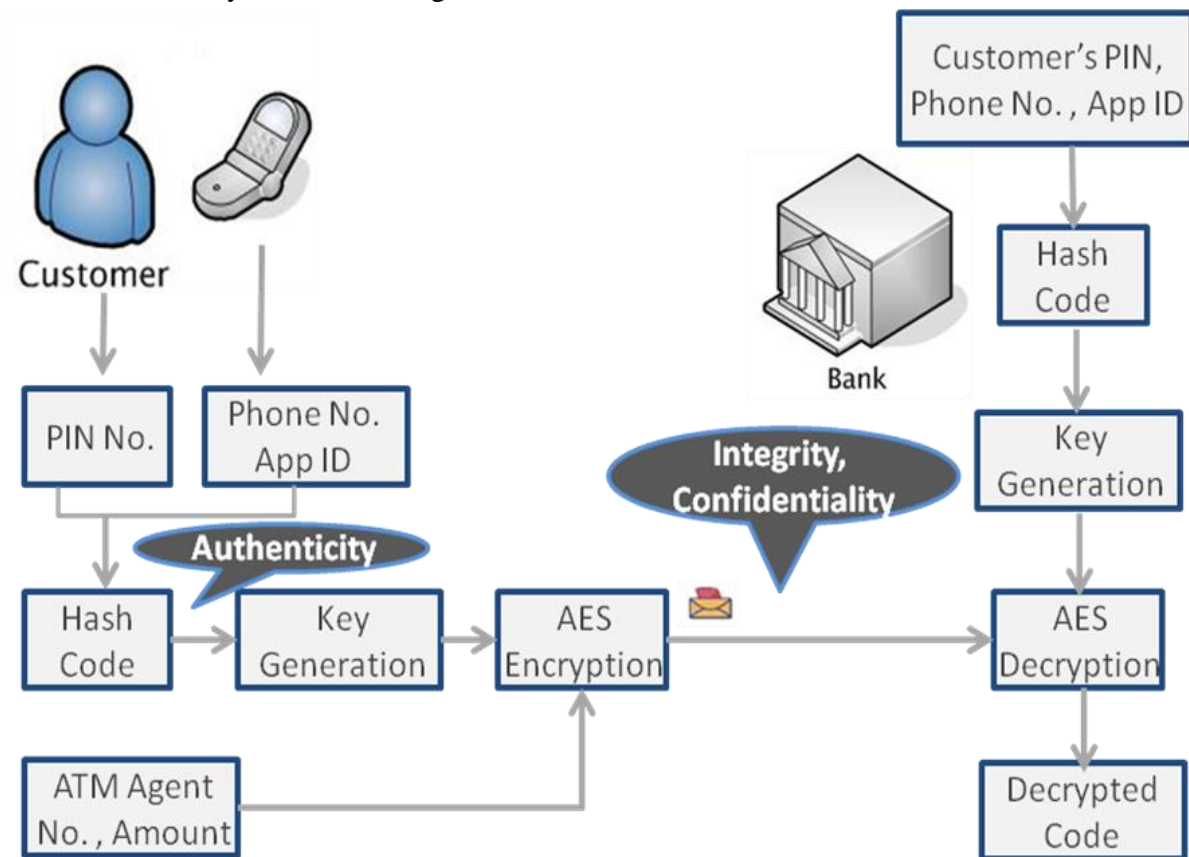 Customer
PIN No.
Phone No.
App ID
Authenticity
Hash
Code
Key
Generation
AES
Encryption
ATM Agent
No. , Amount
Integrity,
Confidentiality
Bank
Customer's PIN,
Phone No. , App ID
Hash
Code
Key
Generation
AES
Decryption
Decrypted
Code